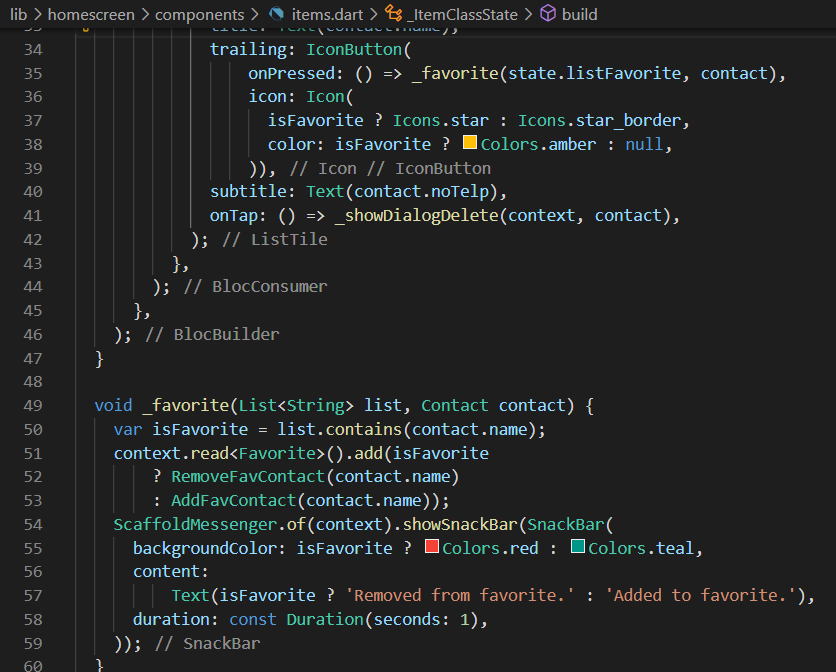 lib > homescreen > components > items.dart > _ItemClassState > build
34 trailing: IconButton(
35 onPressed: () => _favorite(state.listFavorite, contact),
36 icon: Icon(
37 isFavorite ? Icons.star : Icons.star_border,
38 color: isFavorite ? Colors.amber : null,
39 )), // Icon // IconButton
40 subtitle: Text(contact.noTelp),
41 onTap: () => _showDialogDelete(context, contact),
42 ); // ListTile
43 },
44 ); // BlocConsumer
45 },
46 ); // BlocBuilder
47 }
48
49 void _favorite(List<String> list, Contact contact) {
50 var isFavorite = list.contains(contact.name);
51 context.read<Favorite>().add(isFavorite
52 ? RemoveFavContact(contact.name)
53 : AddFavContact(contact.name));
54 ScaffoldMessenger.of(context).showSnackBar(SnackBar(
55 backgroundColor: isFavorite ? Colors.red : Colors.teal,
56 content:
57 Text(isFavorite ? 'Removed from favorite.' : 'Added to favorite.'),
58 duration: const Duration(seconds: 1),
59 )); // SnackBar
60 }